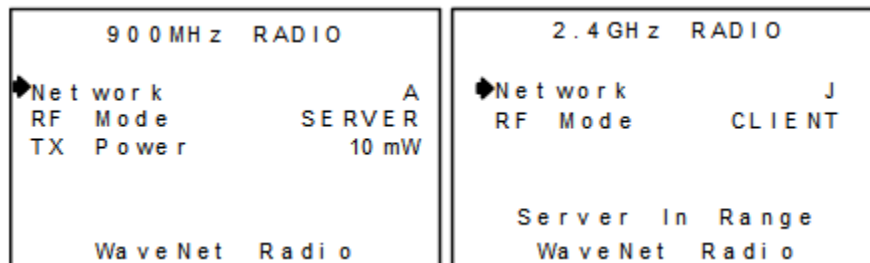 900MHz RADIO
Network A
RF Mode SERVER
TX Power 10 mW
WaveNet Radio
2.4GHz RADIO
Network J
RF Mode CLIENT
Server In Range
WaveNet Radio